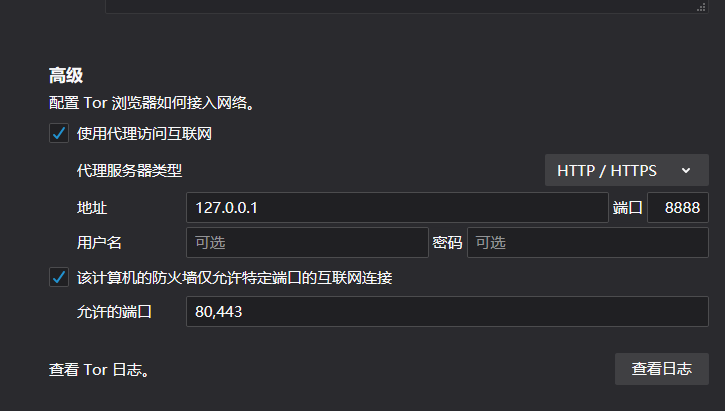 高级
配置 Tor 浏览器如何接入网络。
使用代理访问互联网
代理服务器类型 HTTP / HTTPS
地址 127.0.0.1 端口 8888
用户名 可选 密码 可选
该计算机的防火墙仅允许特定端口的互联网连接
允许的端口 80,443
查看 Tor 日志。 查看日志